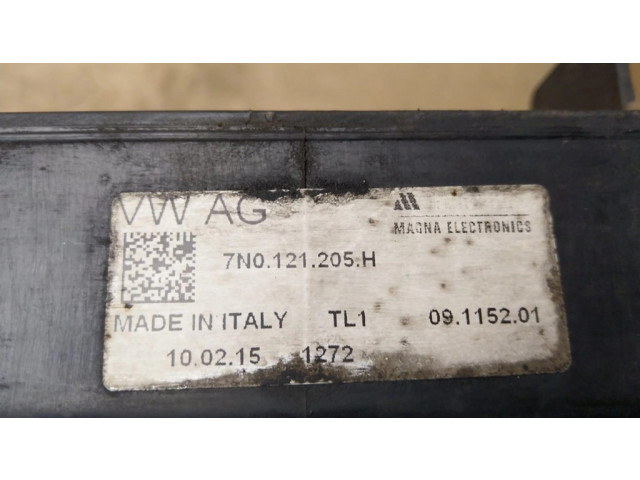 VW AG
MAGNA ELECTRONICS
7N0.121.205.H
MADE IN ITALY TL1 09.1152.01
10.02.15 1272